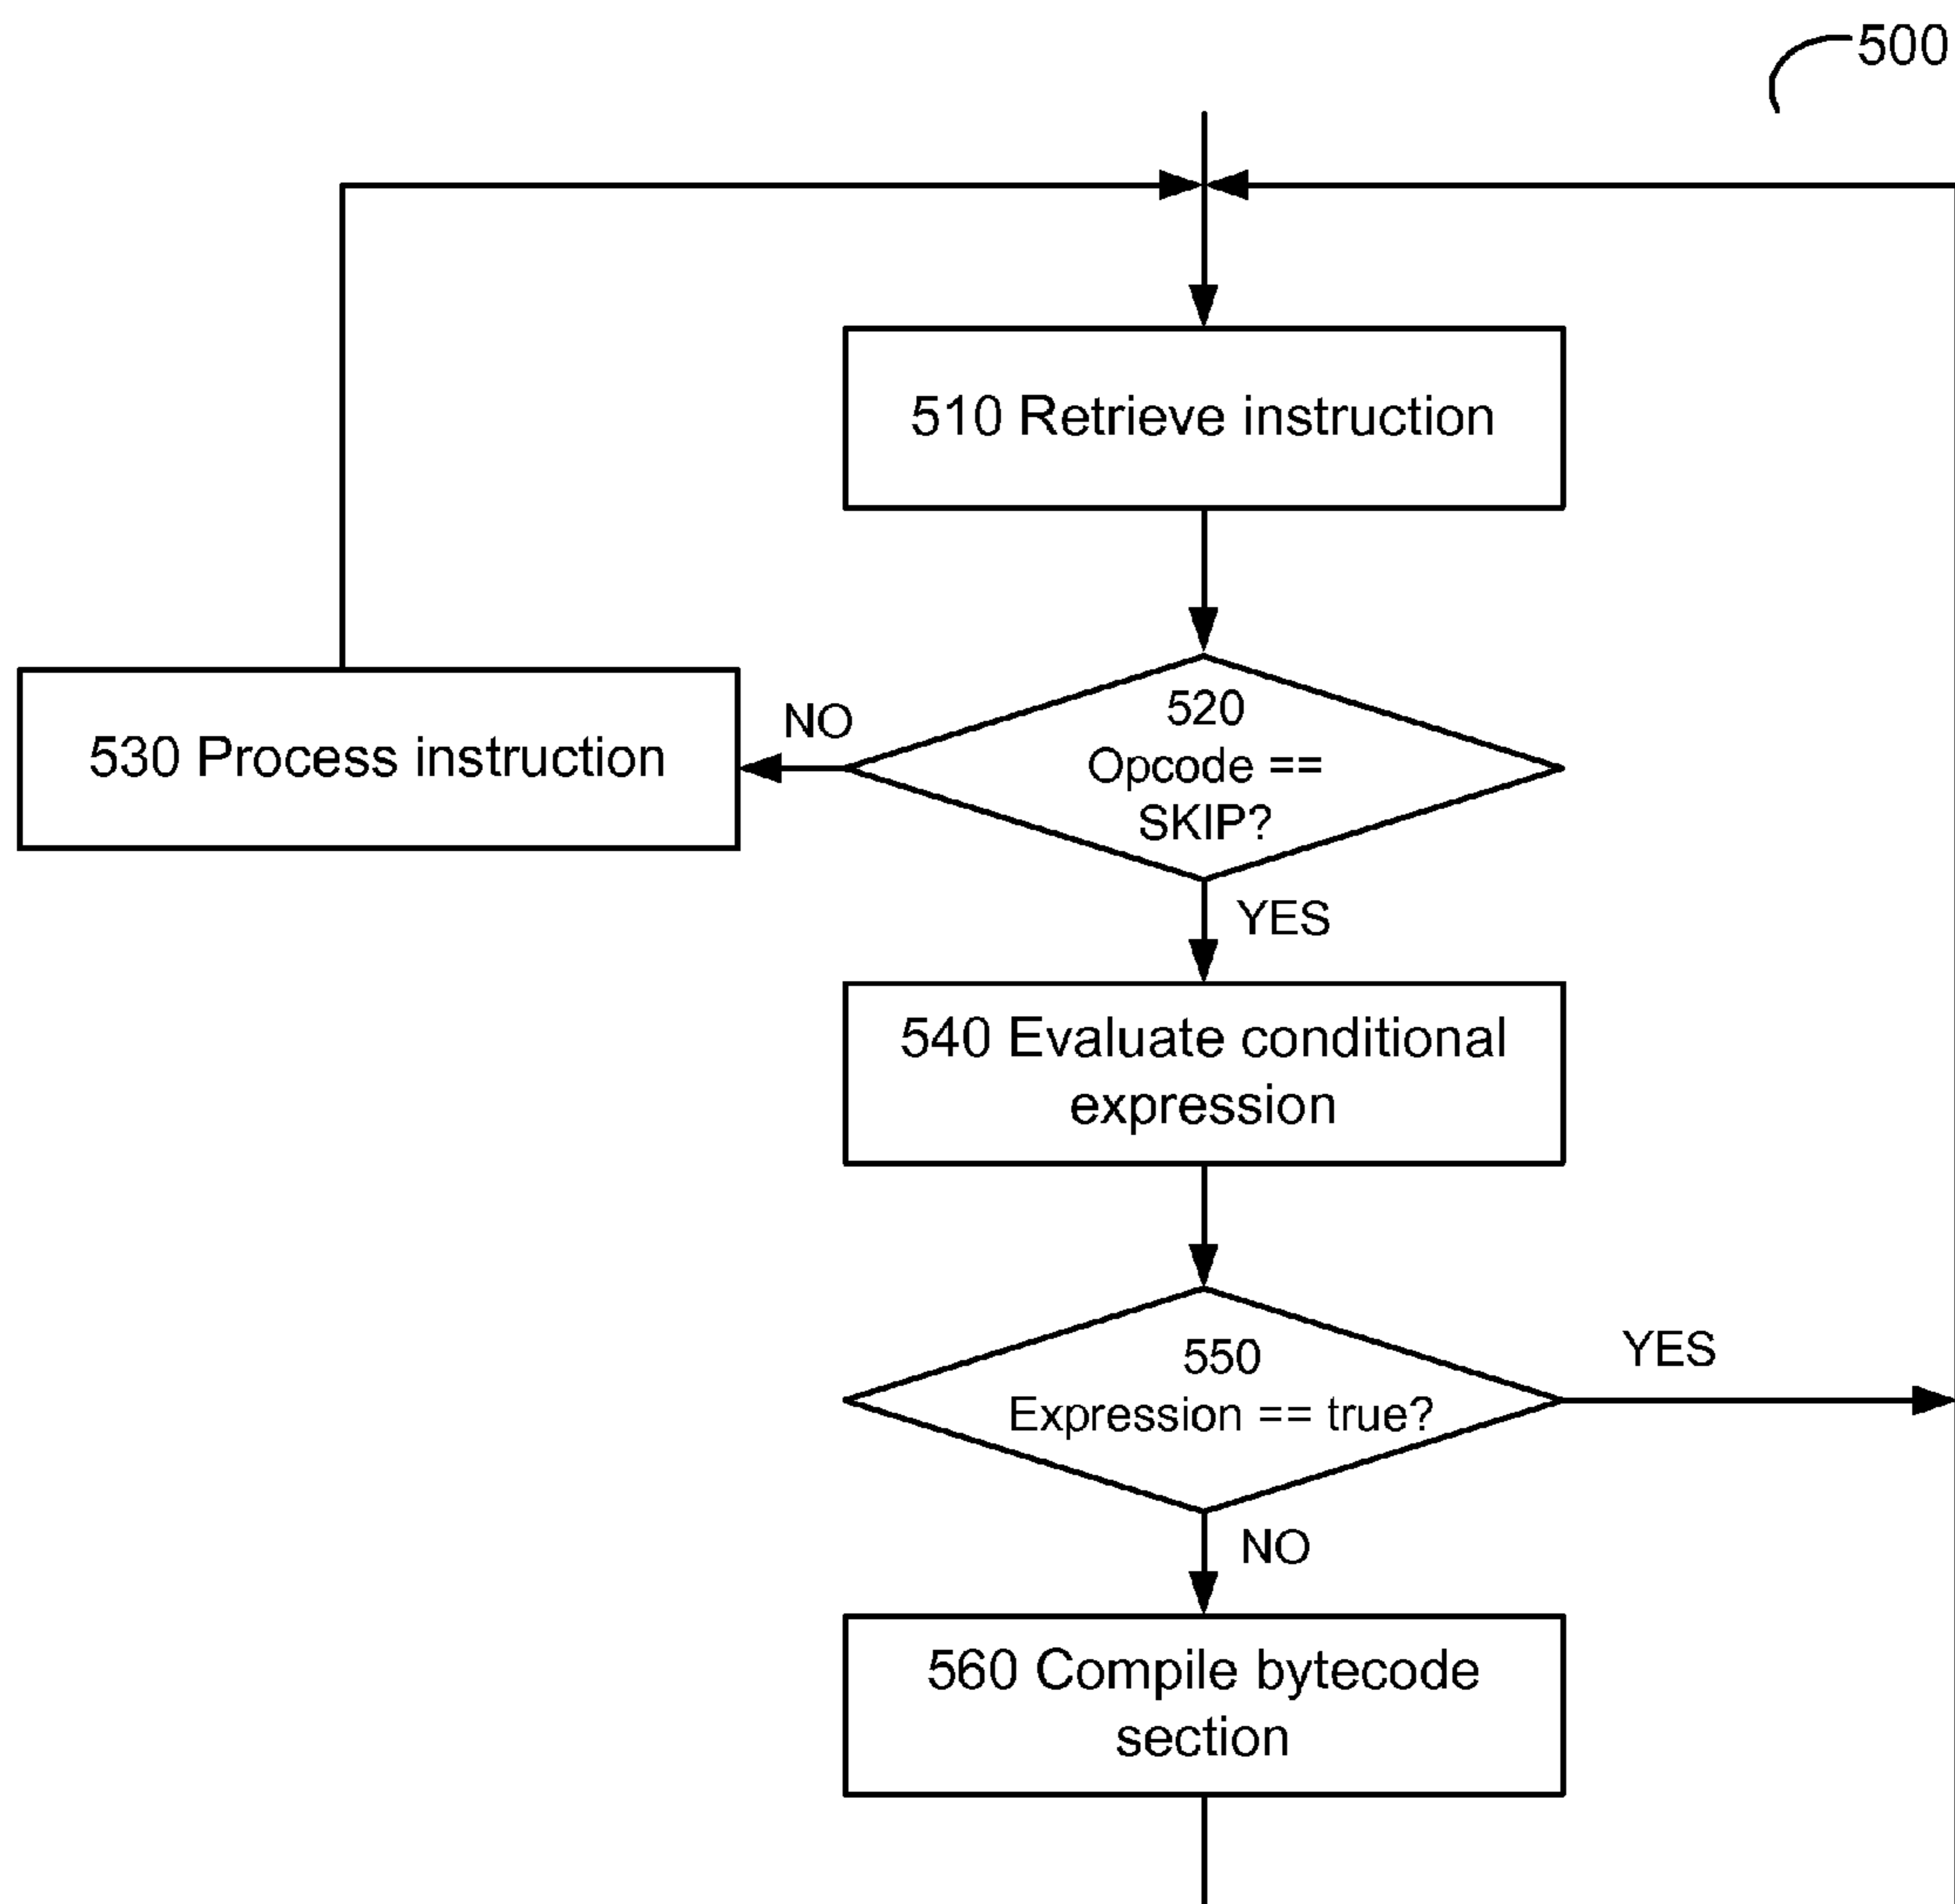 500
510 Retrieve instruction
520
Opcode ==
SKIP?
NO
530 Process instruction
YES
540 Evaluate conditional
expression
550
Expression == true?
YES
NO
560 Compile bytecode
section